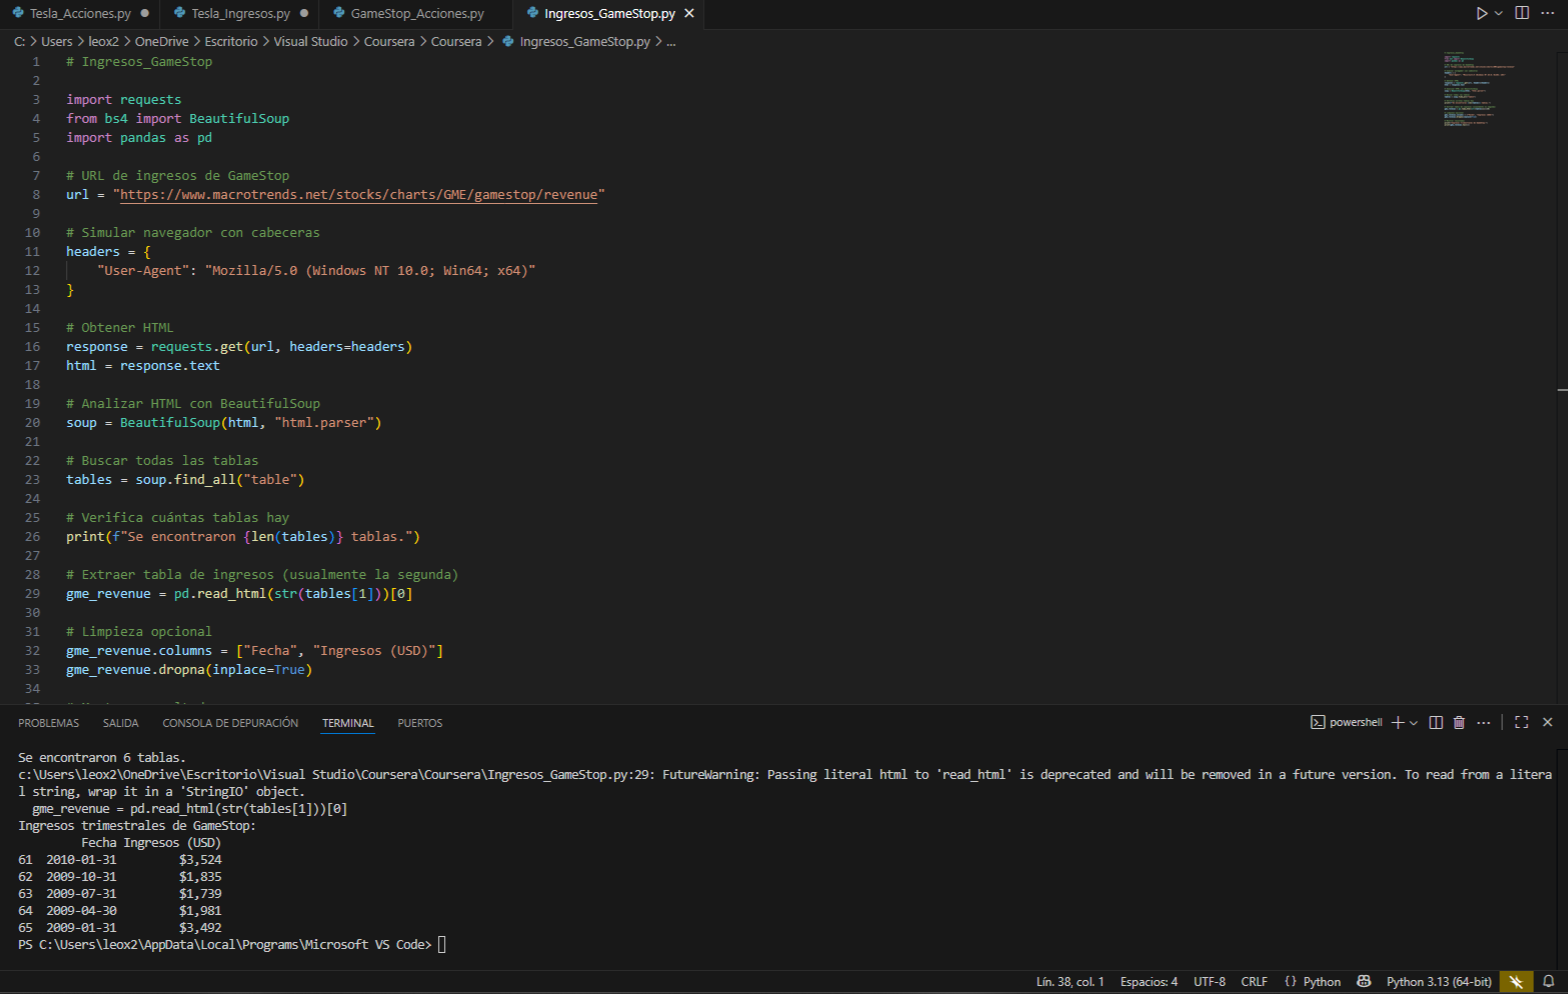 Tesla_Acciones.py ● Tesla_Ingresos.py ● GameStop_Acciones.py Ingresos_GameStop.py ✕
C: > Users > leox2 > OneDrive > Escritorio > Visual Studio > Coursera > Coursera > Ingresos_GameStop.py > ...
1 # Ingresos_GameStop
2
3 import requests
4 from bs4 import BeautifulSoup
5 import pandas as pd
6
7 # URL de ingresos de GameStop
8 url = "https://www.macrotrends.net/stocks/charts/GME/gamestop/revenue"
9
10 # Simular navegador con cabeceras
11 headers = {
12     "User-Agent": "Mozilla/5.0 (Windows NT 10.0; Win64; x64)"
13 }
14
15 # Obtener HTML
16 response = requests.get(url, headers=headers)
17 html = response.text
18
19 # Analizar HTML con BeautifulSoup
20 soup = BeautifulSoup(html, "html.parser")
21
22 # Buscar todas las tablas
23 tables = soup.find_all("table")
24
25 # Verifica cuántas tablas hay
26 print(f"Se encontraron {len(tables)} tablas.")
27
28 # Extraer tabla de ingresos (usualmente la segunda)
29 gme_revenue = pd.read_html(str(tables[1]))[0]
30
31 # Limpieza opcional
32 gme_revenue.columns = ["Fecha", "Ingresos (USD)"]
33 gme_revenue.dropna(inplace=True)
34
PROBLEMAS SALIDA CONSOLA DE DEPURACIÓN TERMINAL PUERTOS powershell
Se encontraron 6 tablas.
c:\Users\leox2\OneDrive\Escritorio\Visual Studio\Coursera\Coursera\Ingresos_GameStop.py:29: FutureWarning: Passing literal html to 'read_html' is deprecated and will be removed in a future version. To read from a litera
l string, wrap it in a 'StringIO' object.
gme_revenue = pd.read_html(str(tables[1]))[0]
Ingresos trimestrales de GameStop:
Fecha Ingresos (USD)
61 2010-01-31 $3,524
62 2009-10-31 $1,835
63 2009-07-31 $1,739
64 2009-04-30 $1,981
65 2009-01-31 $3,492
PS C:\Users\leox2\AppData\Local\Programs\Microsoft VS Code>
Lín. 38, col. 1 Espacios: 4 UTF-8 CRLF {} Python Python 3.13 (64-bit)